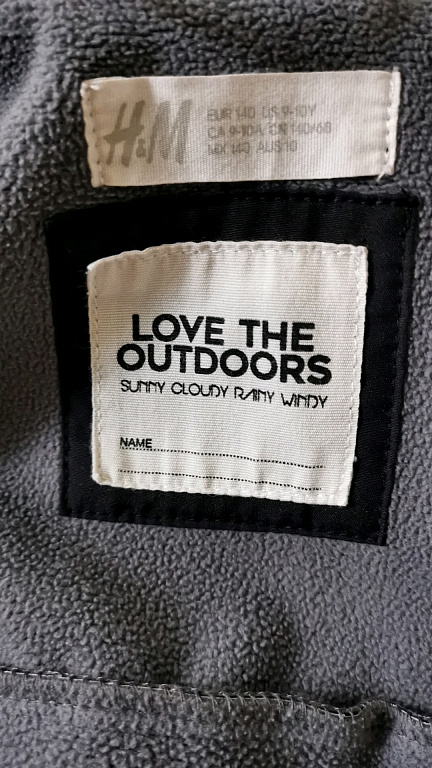 H&M
EUR 140 US 9-10Y
CA 9-10A CN 140/68
MX 140 AUS 10
LOVE THE
OUTDOORS
SUNNY CLOUDY RAINY WINDY
NAME